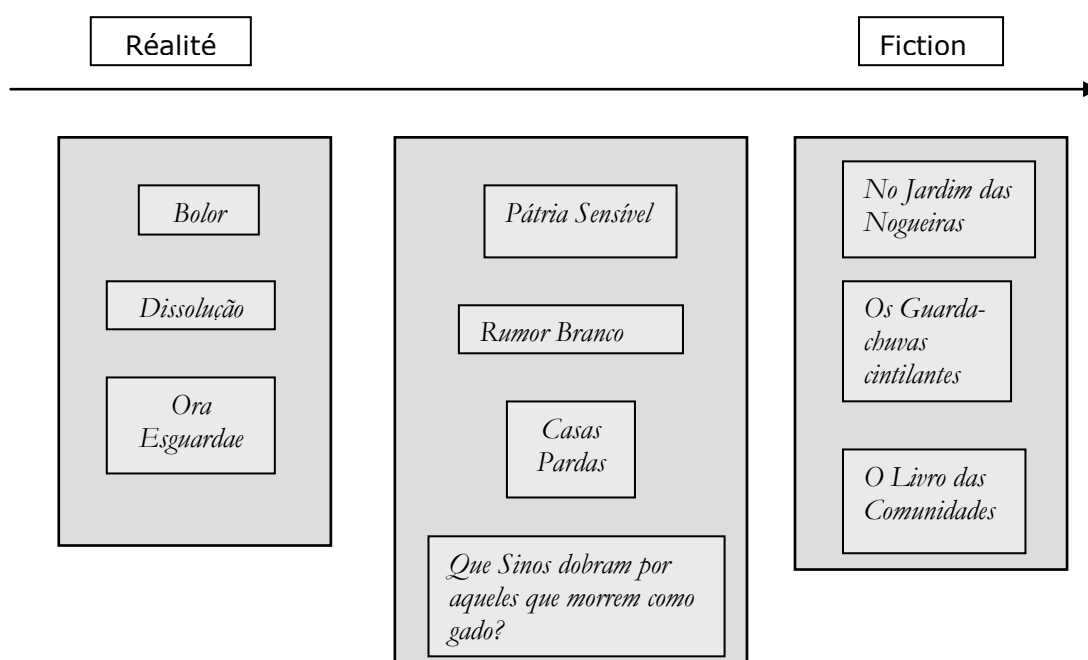 Réalité
Fiction
Bolor
Dissolução
Ora
Esguardae
Pátria Sensível
Rumor Branco
Casas
Pardas
Que Sinos dobram por
aqueles que morrem como
gado?
No Jardim das
Nogueiras
Os Guarda-
chuvas
cintilantes
O Livro das
Comunidades